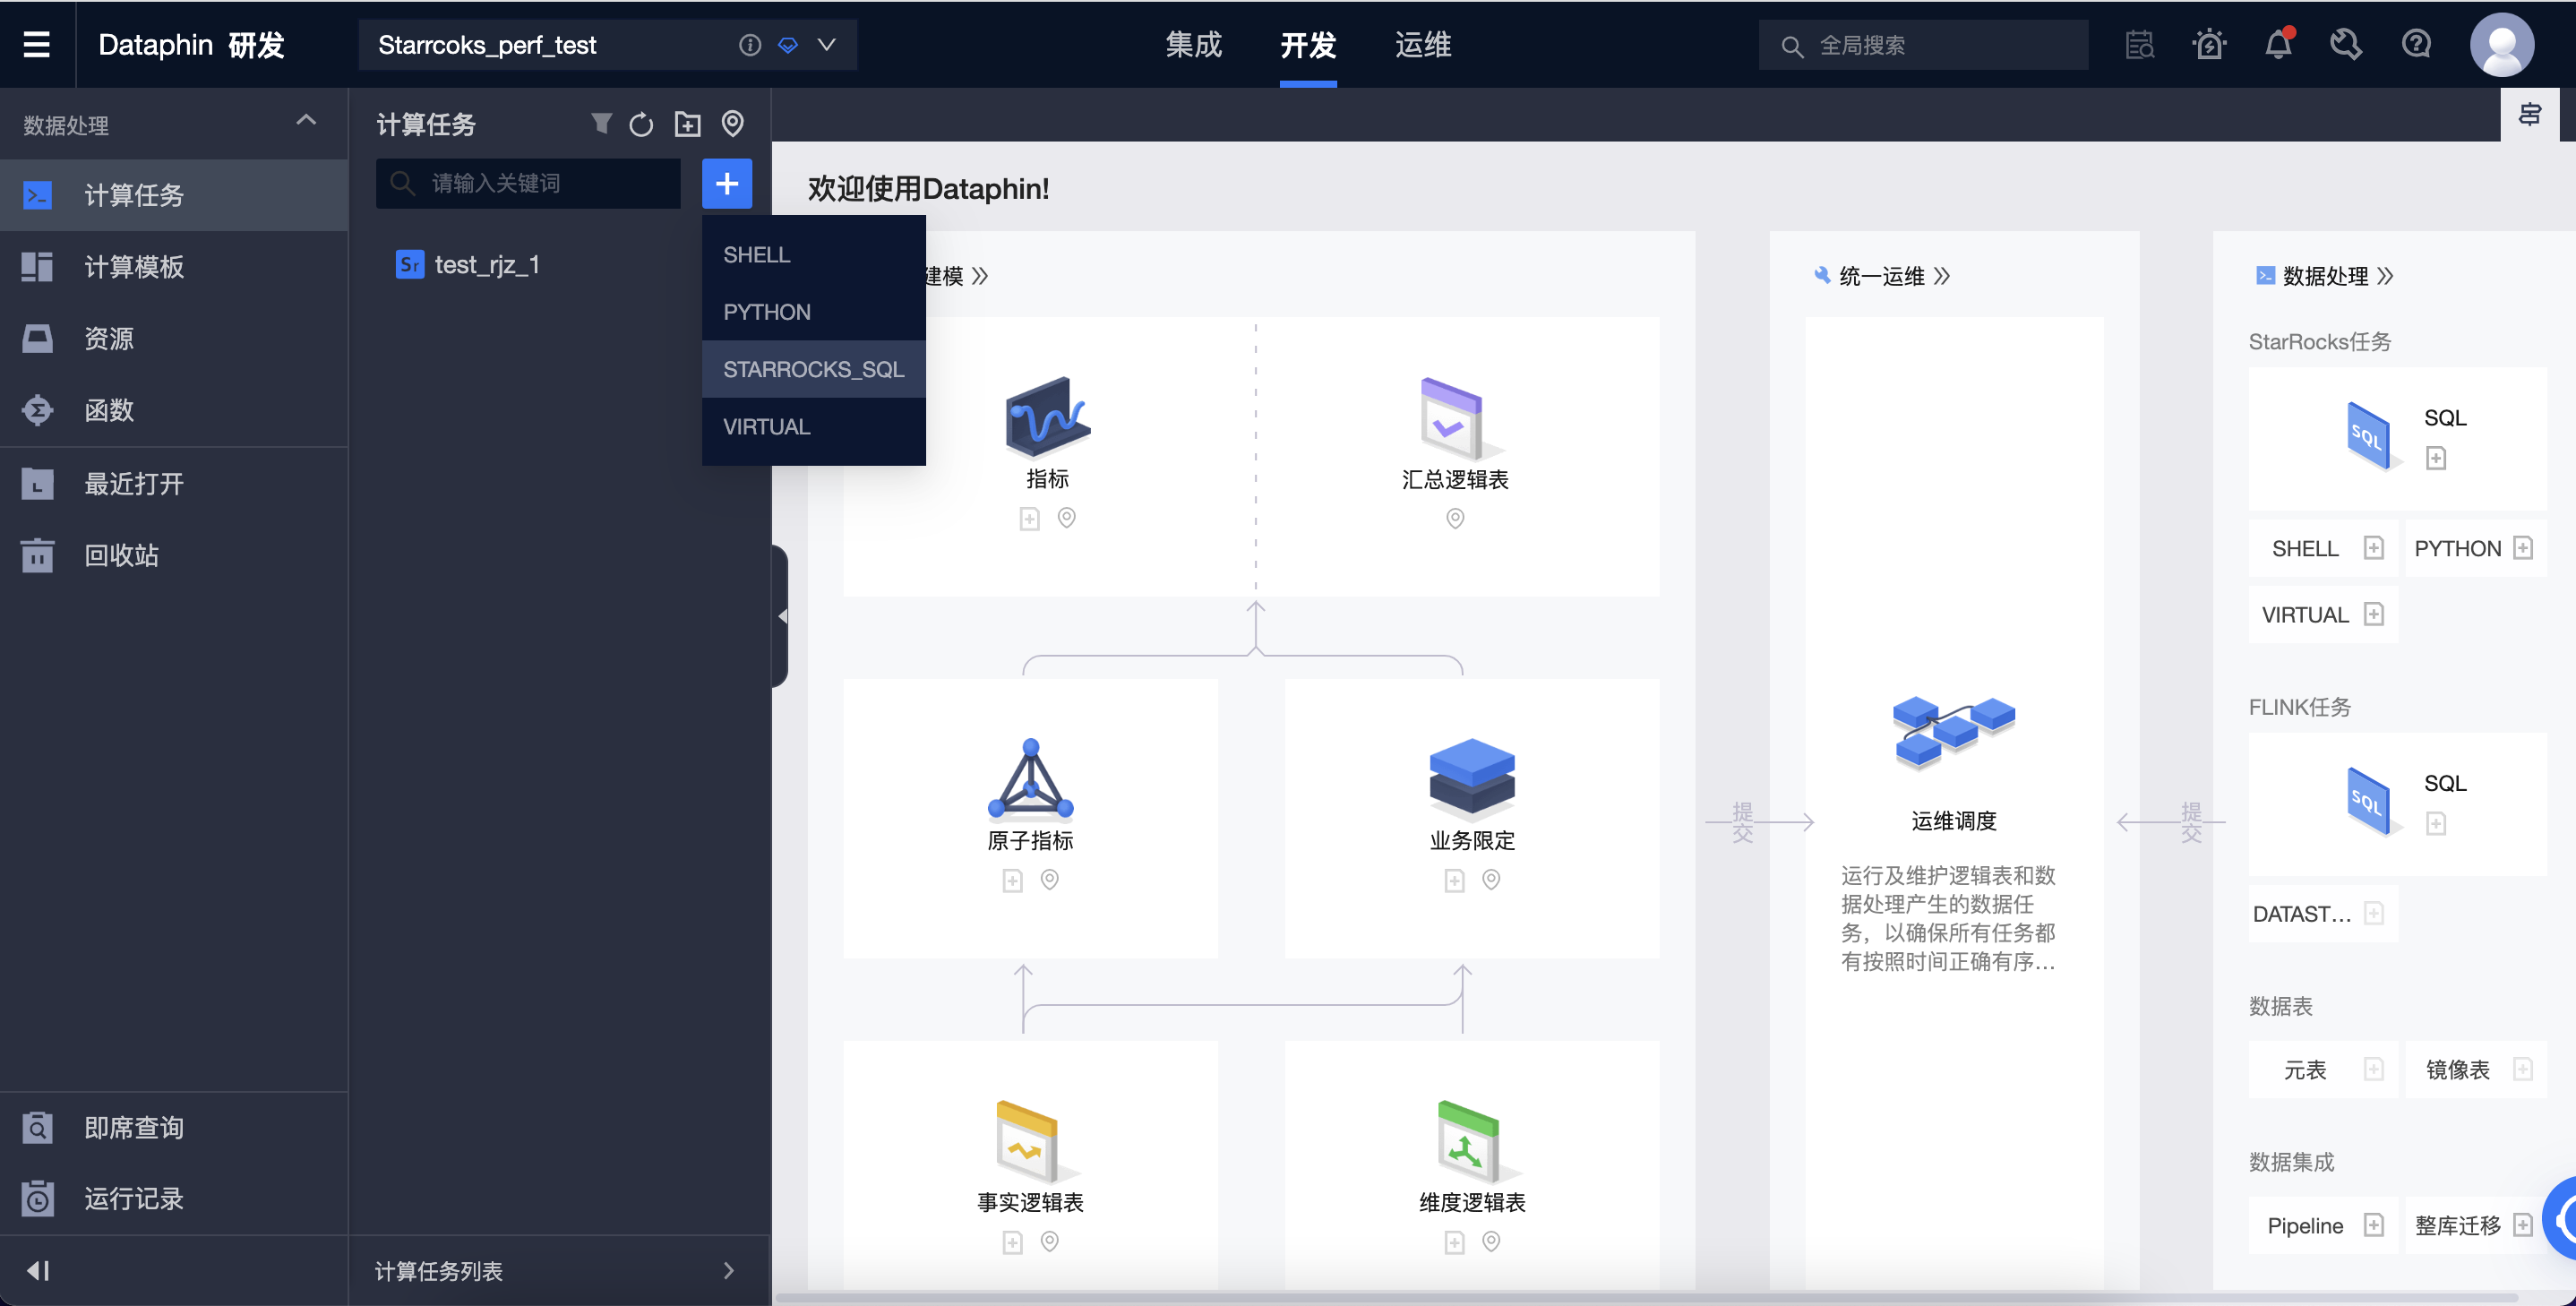 Dataphin 研发
Starrcoks_perf_test
集成
开发
运维
全局搜索
数据处理
计算任务
计算模板
资源
函数
最近打开
回收站
即席查询
运行记录
计算任务
请输入关键词
Sr test_rjz_1
SHELL
PYTHON
STARROCKS_SQL
VIRTUAL
计算任务列表
欢迎使用Dataphin!
建模
指标
汇总逻辑表
原子指标
业务限定
事实逻辑表
维度逻辑表
提交
统一运维
运维调度
运行及维护逻辑表和数
据处理产生的数据任
务，以确保所有任务都
有按照时间正确有序...
提交
数据处理
StarRocks任务
SQL
SQL
SHELL
PYTHON
VIRTUAL
FLINK任务
SQL
SQL
DATAST...
数据表
元表
镜像表
数据集成
Pipeline
整库迁移